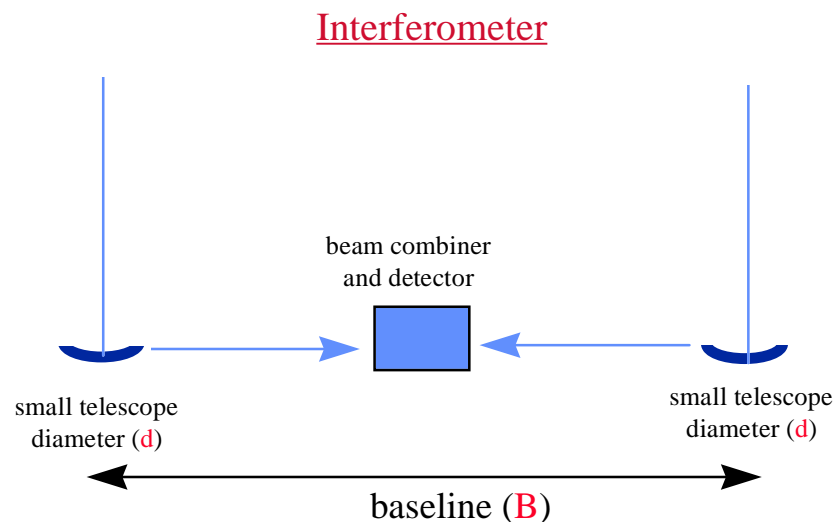 Interferometer
beam combiner
and detector
small telescope
diameter (d)
small telescope
diameter (d)
baseline (B)